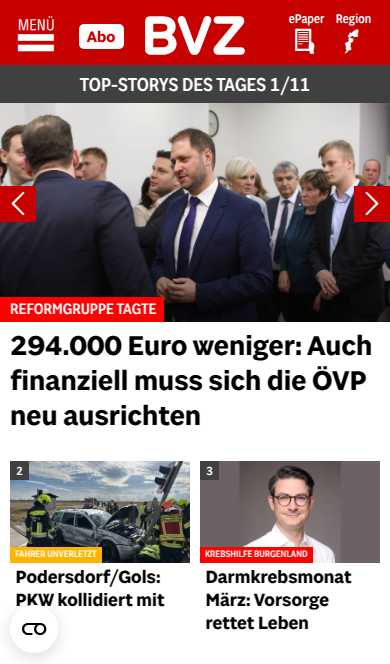 MENÜ
Abo
BVZ
ePaper
Region
TOP-STORYS DES TAGES 1/11
REFORMGRUPPE TAGTE
294.000 Euro weniger: Auch
finanziell muss sich die ÖVP
neu ausrichten
2
FAHRER UNVERLETZT
Podersdorf/Gols:
PKW kollidiert mit
3
KREBSHILFE BURGENLAND
Darmkrebsmonat
März: Vorsorge
rettet Leben